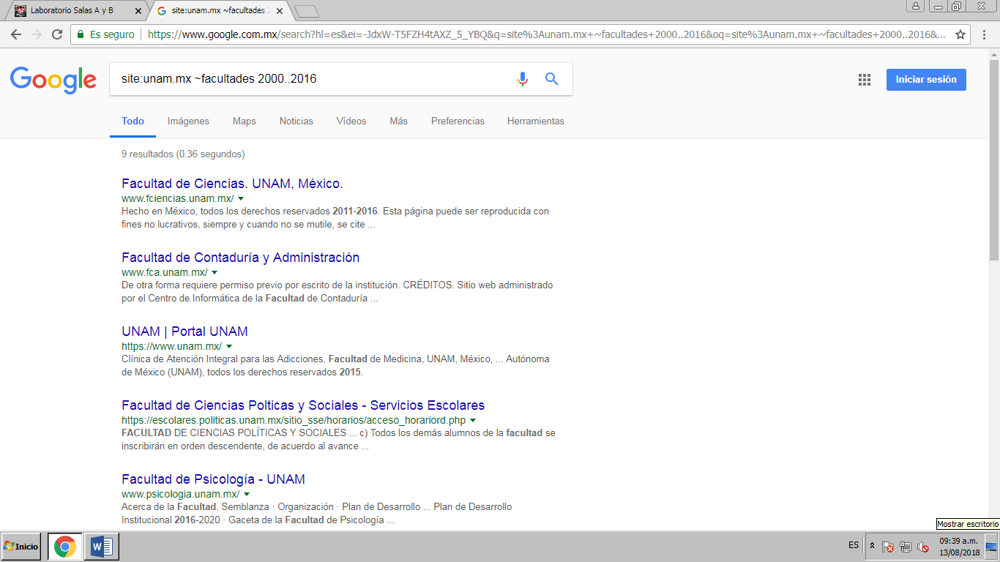 Laboratorio Salas A y B
site:unam.mx ~facultades 2
Es seguro
https://www.google.com.mx/search?hl=es&ei=-JdxW-T5FZH4tAXZ_5_YBQ&q=site%3Aunam.mx+~facultades+2000..2016&oq=site%3Aunam.mx+~facultades+2000..2016&...
Google
site:unam.mx ~facultades 2000..2016
Iniciar sesión
Todo Imágenes Maps Noticias Vídeos Más Preferencias Herramientas
9 resultados (0.36 segundos)
Facultad de Ciencias. UNAM, México.
www.fciencias.unam.mx/
Hecho en México, todos los derechos reservados 2011-2016. Esta página puede ser reproducida con
fines no lucrativos, siempre y cuando no se mutile, se cite ...
Facultad de Contaduría y Administración
www.fca.unam.mx/
De otra forma requiere permiso previo por escrito de la institución. CRÉDITOS. Sitio web administrado
por el Centro de Informática de la Facultad de Contaduría ...
UNAM | Portal UNAM
https://www.unam.mx/
Clínica de Atención Integral para las Adicciones, Facultad de Medicina, UNAM, México, ... Autónoma
de México (UNAM), todos los derechos reservados 2015.
Facultad de Ciencias Polticas y Sociales - Servicios Escolares
https://escolares.politicas.unam.mx/sitio_sse/horarios/acceso_horariord.php
FACULTAD DE CIENCIAS POLÍTICAS Y SOCIALES ... c) Todos los demás alumnos de la facultad se
inscribirán en orden descendente, de acuerdo al avance ...
Facultad de Psicología - UNAM
www.psicologia.unam.mx/
Acerca de la Facultad. Semblanza · Organización · Plan de Desarrollo ... Plan de Desarrollo
Institucional 2016-2020 · Gaceta de la Facultad de Psicología ...
Mostrar escritorio
Inicio
ES
09:39 a.m.
13/08/2018